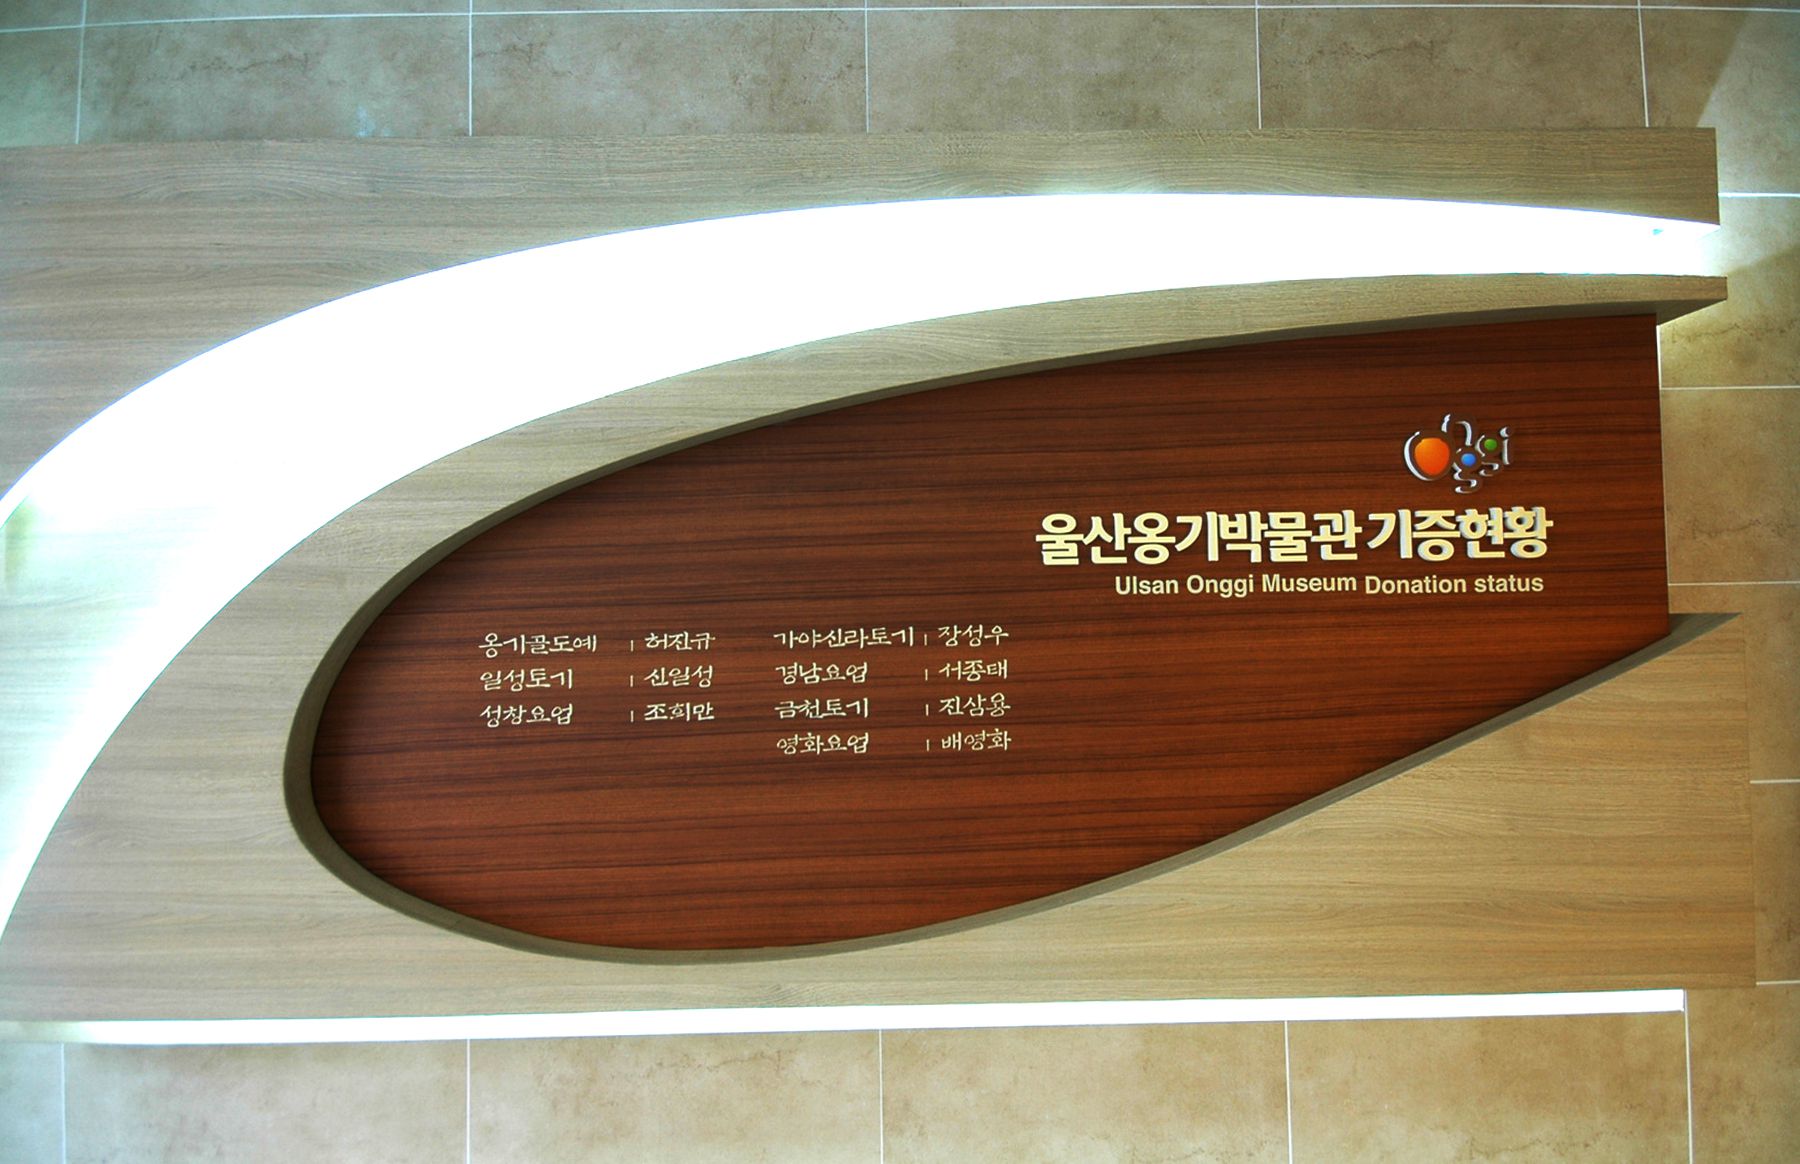 Onggi
울산옹기박물관 기증현황
Ulsan Onggi Museum Donation status
옹기골도예 | 허진규
일성토기 | 신일성
성창요업 | 조희만
가야신라토기 | 장성우
경남요업 | 서종태
금천토기 | 진삼용
영화요업 | 배영화